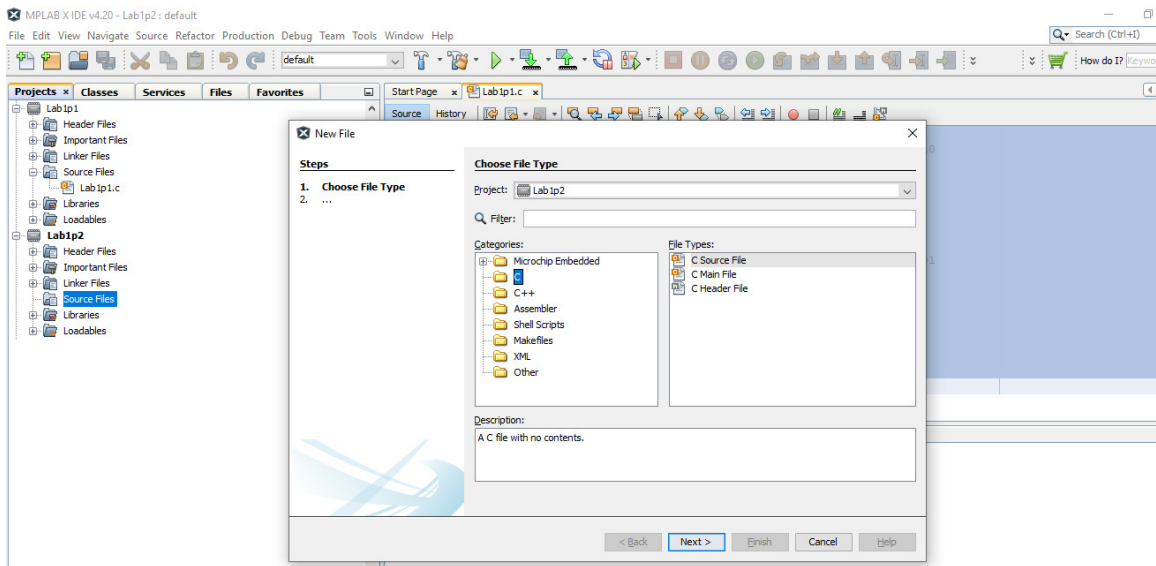 MPLAB X IDE v4.20 - Lab1p2 : default
File Edit View Navigate Source Refactor Production Debug Team Tools Window Help
Search (Ctrl+I)
default
How do I? Keywo
Projects x Classes Services Files Favorites
Start Page x Lab1p1.c x
Source History
Lab1p1
Header Files
Important Files
Linker Files
Source Files
Lab1p1.c
Libraries
Loadables
Lab1p2
Header Files
Important Files
Linker Files
Source Files
Libraries
Loadables
New File
Steps
1. Choose File Type
2. ...
Choose File Type
Project: Lab1p2
Filter:
Categories:
Microchip Embedded
C
C++
Assembler
Shell Scripts
Makefiles
XML
Other
File Types:
C Source File
C Main File
C Header File
Description:
A C file with no contents.
< Back Next > Finish Cancel Help